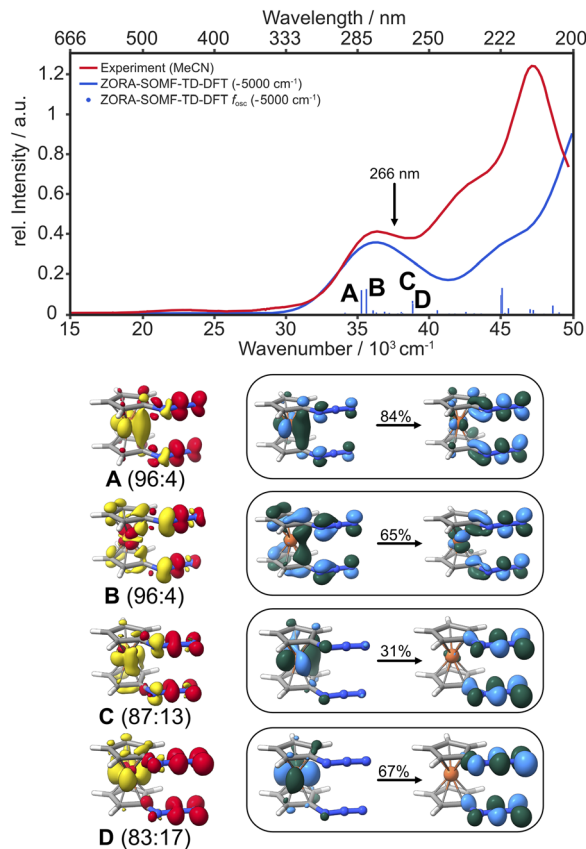 Wavelength / nm
666 500 400 333 285 250 222 200
rel. Intensity / a.u.
1.2
1
0.8
0.6
0.4
0.2
0
Experiment (MeCN)
ZORA-SOMF-TD-DFT (-5000 cm⁻¹)
ZORA-SOMF-TD-DFT fosc (-5000 cm⁻¹)
266 nm
A B C D
15 20 25 30 35 40 45 50
Wavenumber / 10³ cm⁻¹
84%
A (96:4)
65%
B (96:4)
31%
C (87:13)
67%
D (83:17)